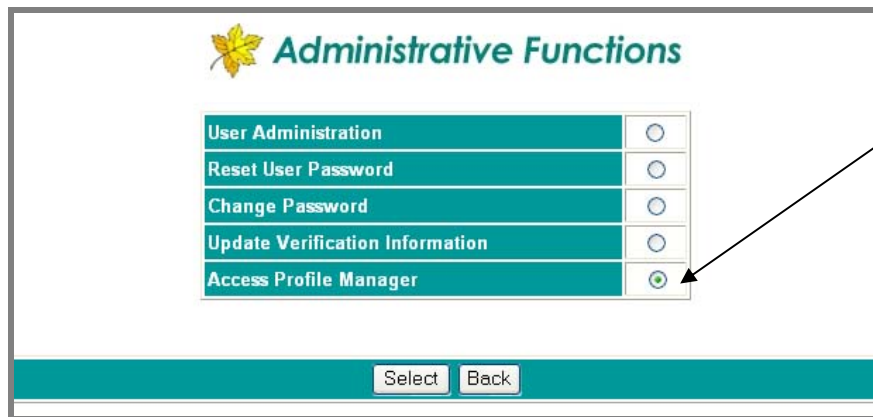 Administrative Functions
User Administration
Reset User Password
Change Password
Update Verification Information
Access Profile Manager
Select Back